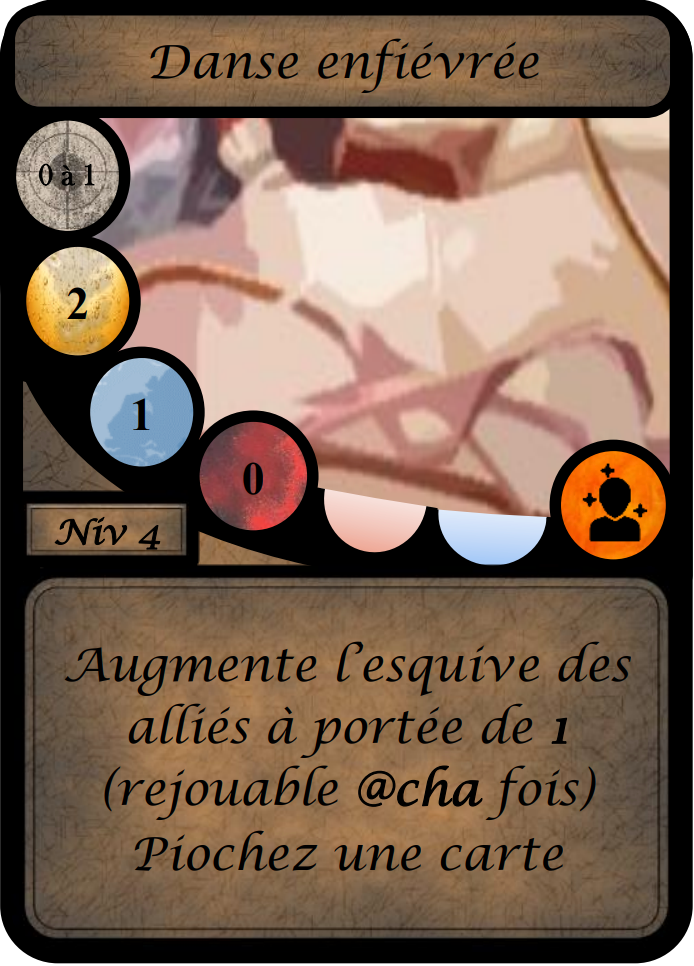 Danse enfiévrée
0 à 1
2
1
0
Niv 4
Augmente l'esquive des
alliés à portée de 1
(rejouable @cha fois)
Piochez une carte